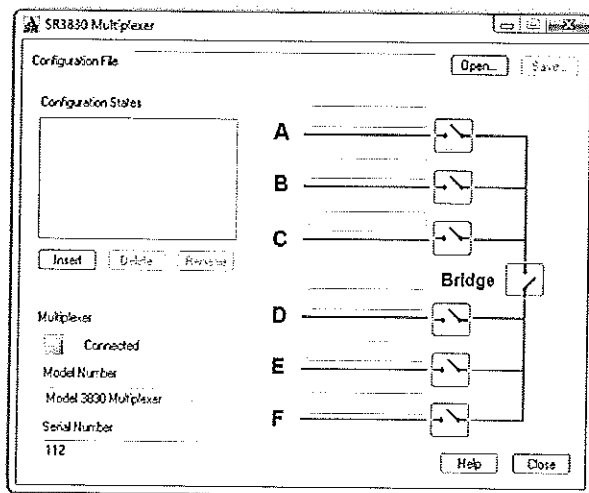 SR3830 Multiplexer
Configuration File
Open...
Save...
Configuration States
A
B
C
Insert
Delete
Rename
Bridge
Multiplexer
Connected
D
Model Number
E
Model 3830 Multiplexer
F
Serial Number
112
Help
Close